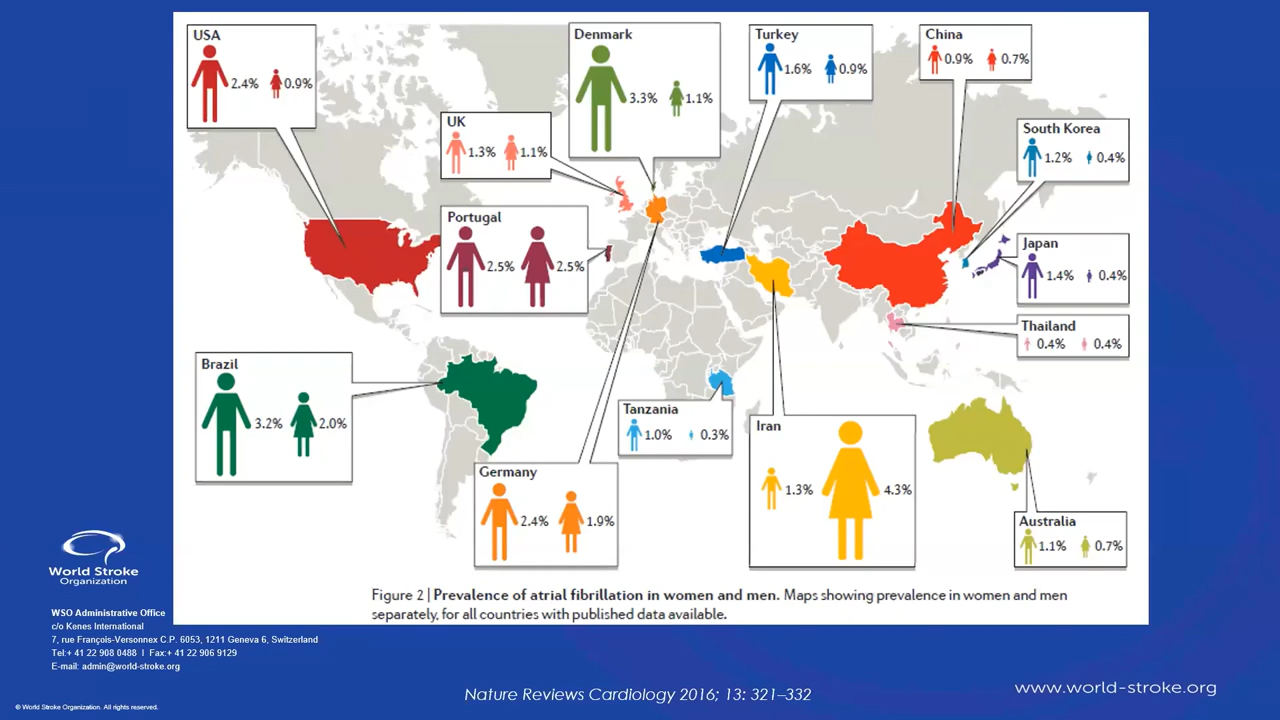 USA
2.4%
0.9%
Denmark
3.3%
1.1%
Turkey
1.6%
0.9%
China
0.9%
0.7%
UK
1.3%
1.1%
South Korea
1.2%
0.4%
Portugal
2.5%
2.5%
Japan
1.4%
0.4%
Thailand
0.4%
0.4%
Brazil
3.2%
2.0%
Tanzania
1.0%
0.3%
Iran
1.3%
4.3%
Germany
2.4%
1.9%
Australia
1.1%
0.7%
Figure 2 | Prevalence of atrial fibrillation in women and men. Maps showing prevalence in women and men
separately, for all countries with published data available.
World Stroke
Organization
WSO Administrative Office
c/o Kenes International
7, rue François-Versonnex C.P. 6053, 1211 Geneva 6, Switzerland
Tel:+ 41 22 908 0488 I Fax:+ 41 22 906 9129
E-mail: admin@world-stroke.org
Nature Reviews Cardiology 2016; 13: 321–332
www.world-stroke.org
© World Stroke Organization. All rights reserved.